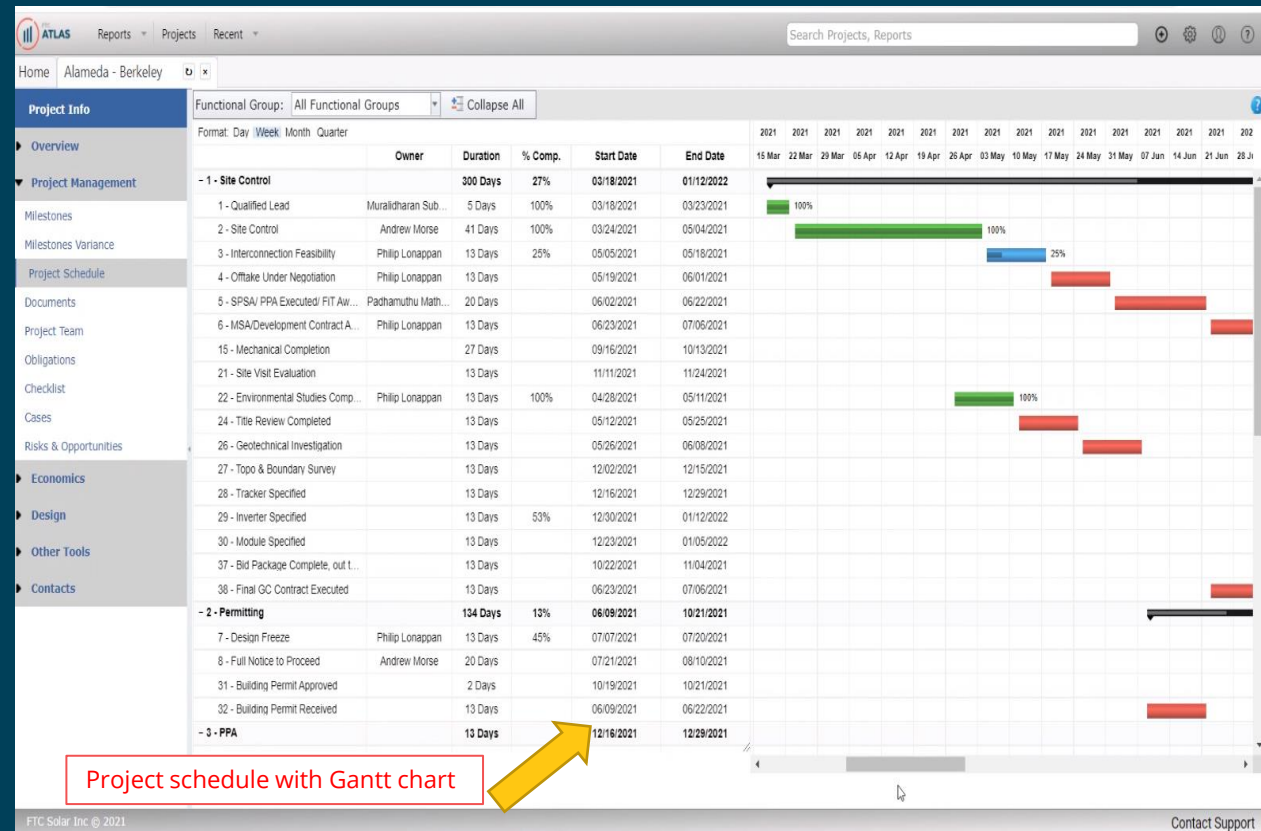 FTC
ATLAS Reports Projects Recent Search Projects, Reports
Home Alameda - Berkeley
Project Info Functional Group: All Functional Groups Collapse All
Overview
Project Management
Milestones
Milestones Variance
Project Schedule
Documents
Project Team
Obligations
Checklist
Cases
Risks & Opportunities
Economics
Design
Other Tools
Contacts
Format: Day Week Month Quarter
2021 2021 2021 2021 2021 2021 2021 2021 2021 2021 2021 2021 2021 2021 2021 202
15 Mar 22 Mar 29 Mar 05 Apr 12 Apr 19 Apr 26 Apr 03 May 10 May 17 May 24 May 31 May 07 Jun 14 Jun 21 Jun 28 Ju
Owner Duration % Comp. Start Date End Date
- 1 - Site Control 300 Days 27% 03/18/2021 01/12/2022
1 - Qualified Lead Muralidharan Sub... 5 Days 100% 03/18/2021 03/23/2021 100%
2 - Site Control Andrew Morse 41 Days 100% 03/24/2021 05/04/2021 100%
3 - Interconnection Feasibility Philip Lonappan 13 Days 25% 05/05/2021 05/18/2021 25%
4 - Offtake Under Negotiation Philip Lonappan 13 Days 05/19/2021 06/01/2021
5 - SPSA/ PPA Executed/ FiT Aw... Padhamuthu Math... 20 Days 06/02/2021 06/22/2021
6 - MSA/Development Contract A... Philip Lonappan 13 Days 06/23/2021 07/06/2021
15 - Mechanical Completion 27 Days 09/16/2021 10/13/2021
21 - Site Visit Evaluation 13 Days 11/11/2021 11/24/2021
22 - Environmental Studies Comp... Philip Lonappan 13 Days 100% 04/28/2021 05/11/2021 100%
24 - Title Review Completed 13 Days 05/12/2021 05/25/2021
26 - Geotechnical Investigation 13 Days 05/26/2021 06/08/2021
27 - Topo & Boundary Survey 13 Days 12/02/2021 12/15/2021
28 - Tracker Specified 13 Days 12/16/2021 12/29/2021
29 - Inverter Specified 13 Days 53% 12/30/2021 01/12/2022
30 - Module Specified 13 Days 12/23/2021 01/05/2022
37 - Bid Package Complete, out t... 13 Days 10/22/2021 11/04/2021
38 - Final GC Contract Executed 13 Days 06/23/2021 07/06/2021
- 2 - Permitting 134 Days 13% 06/09/2021 10/21/2021
7 - Design Freeze Philip Lonappan 13 Days 45% 07/07/2021 07/20/2021
8 - Full Notice to Proceed Andrew Morse 20 Days 07/21/2021 08/10/2021
31 - Building Permit Approved 2 Days 10/19/2021 10/21/2021
32 - Building Permit Received 13 Days 06/09/2021 06/22/2021
- 3 - PPA 13 Days 12/16/2021 12/29/2021
Project schedule with Gantt chart
FTC Solar Inc © 2021 Contact Support